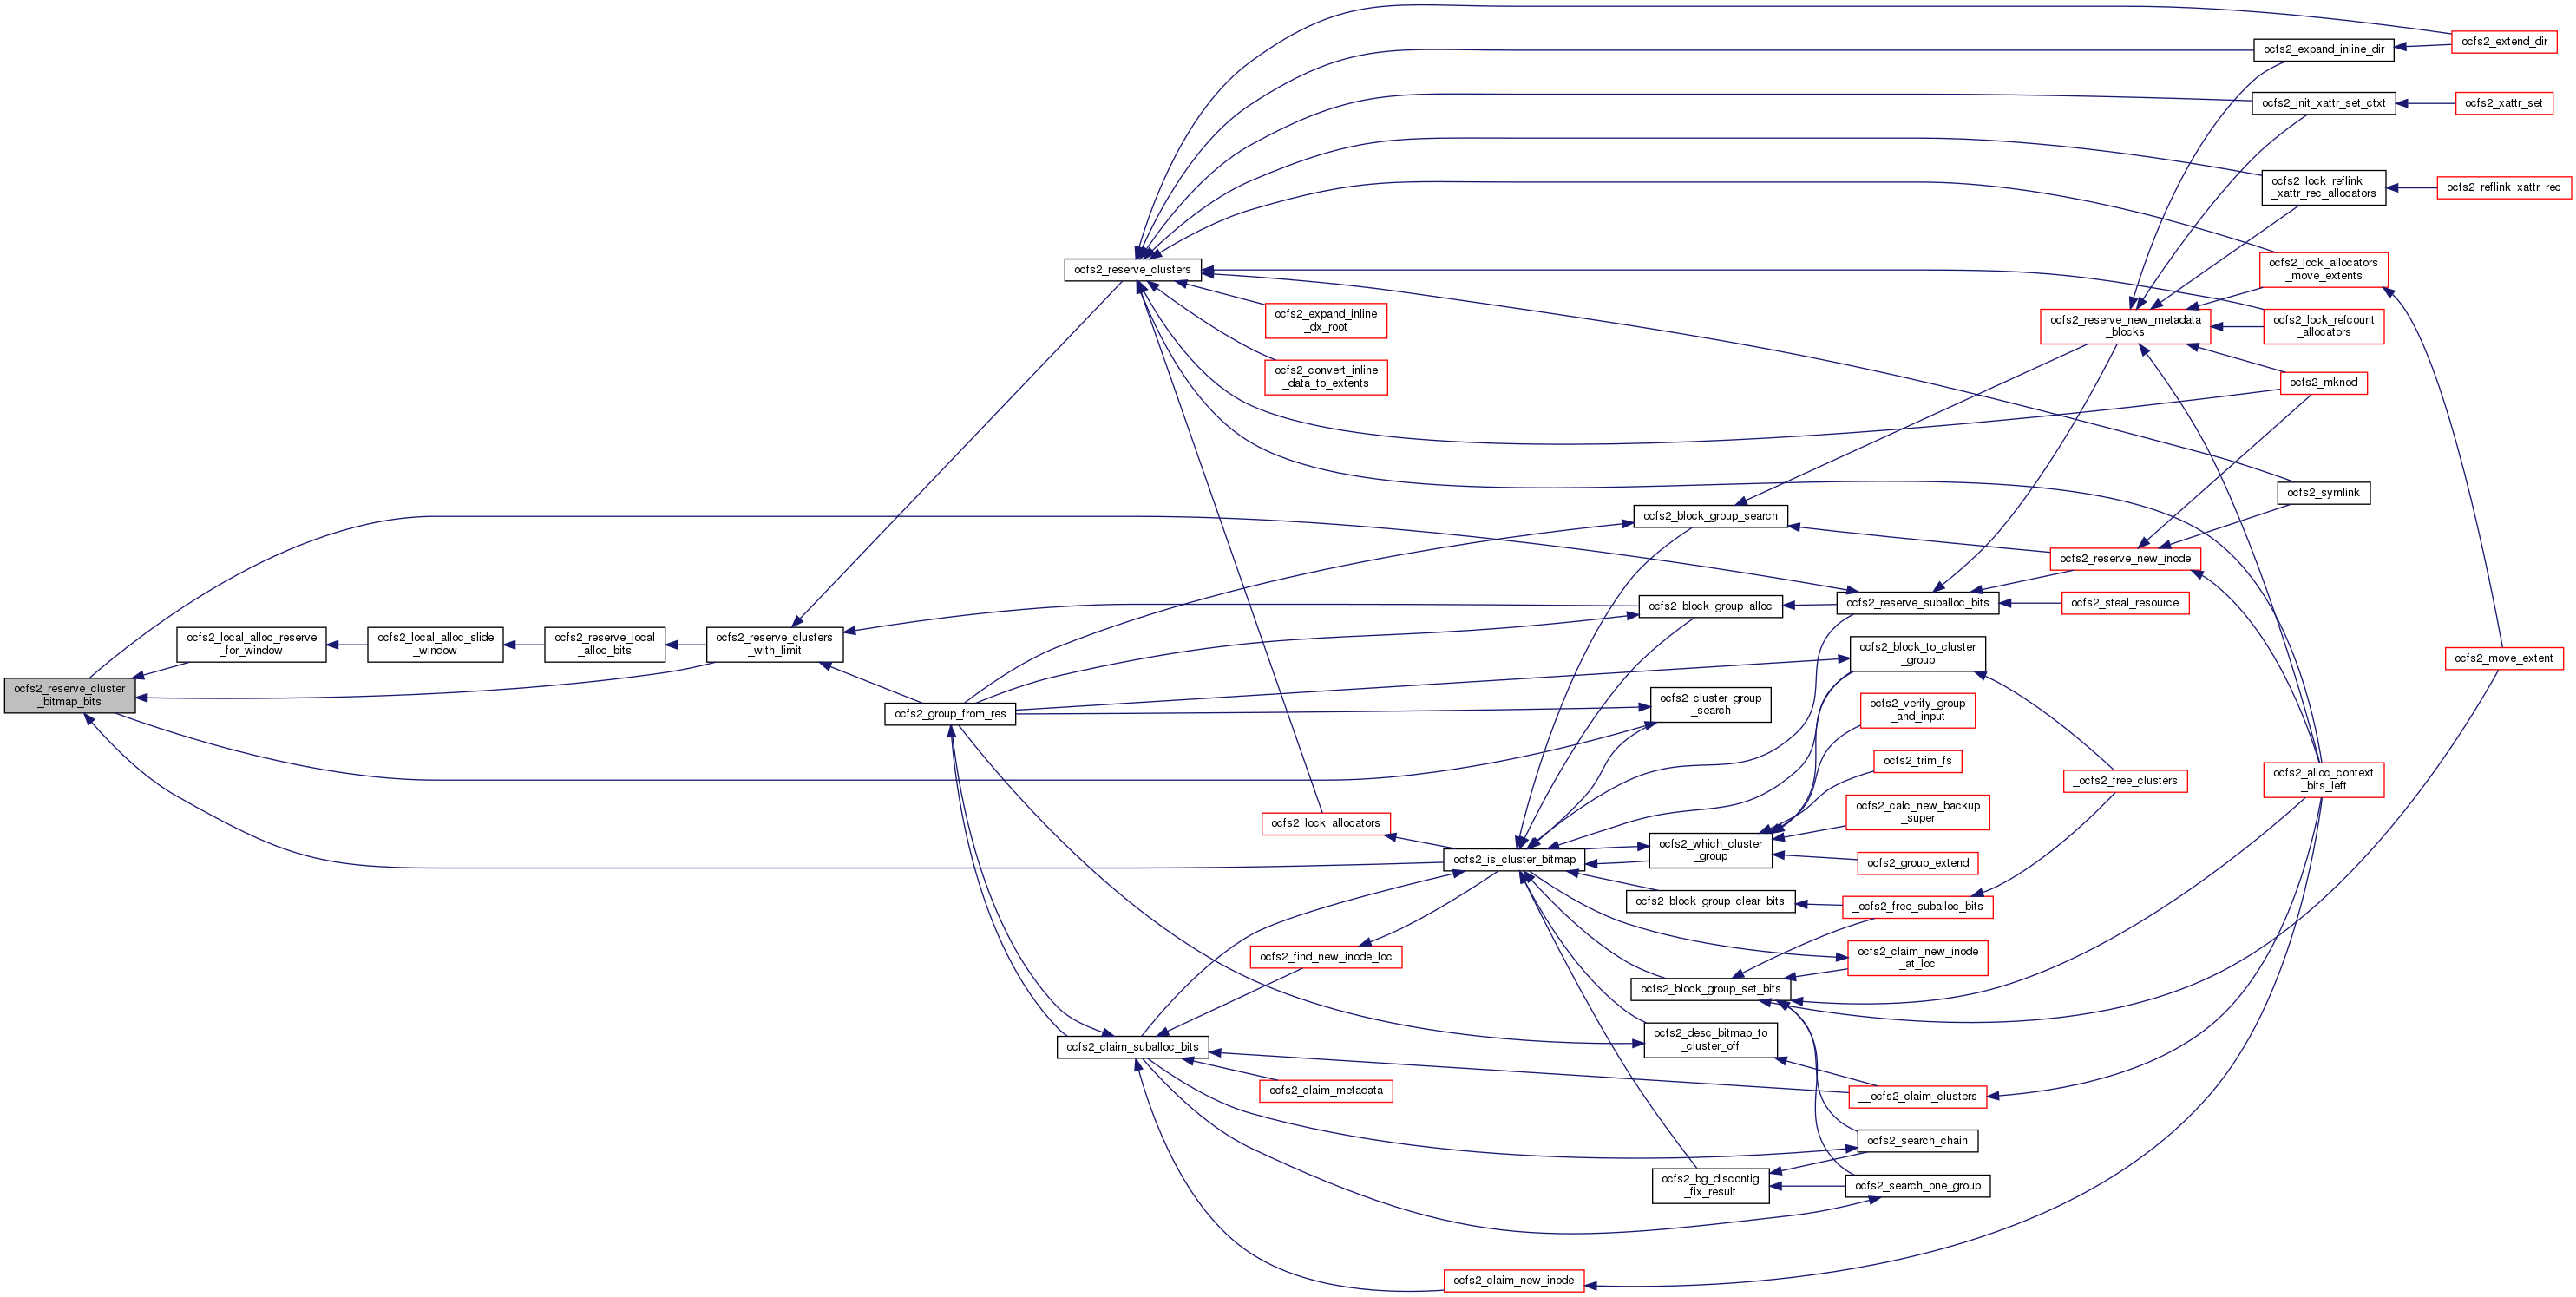 ocfs2_extend_dir
ocfs2_expand_inline_dir
ocfs2_init_xattr_set_ctxt
ocfs2_xattr_set
ocfs2_lock_reflink
_xattr_rec_allocators
ocfs2_reflink_xattr_rec
ocfs2_reserve_clusters
ocfs2_lock_allocators
_move_extents
ocfs2_expand_inline
_dx_root
ocfs2_reserve_new_metadata
_blocks
ocfs2_lock_refcount
_allocators
ocfs2_convert_inline
_data_to_extents
ocfs2_mknod
ocfs2_symlink
ocfs2_block_group_search
ocfs2_reserve_new_inode
ocfs2_block_group_alloc
ocfs2_reserve_suballoc_bits
ocfs2_steal_resource
ocfs2_local_alloc_reserve
_for_window
ocfs2_local_alloc_slide
_window
ocfs2_reserve_local
_alloc_bits
ocfs2_reserve_clusters
_with_limit
ocfs2_block_to_cluster
_group
ocfs2_move_extent
ocfs2_reserve_cluster
_bitmap_bits
ocfs2_group_from_res
ocfs2_cluster_group
_search
ocfs2_verify_group
_and_input
ocfs2_trim_fs
_ocfs2_free_clusters
ocfs2_alloc_context
_bits_left
ocfs2_calc_new_backup
_super
ocfs2_lock_allocators
ocfs2_is_cluster_bitmap
ocfs2_which_cluster
_group
ocfs2_group_extend
ocfs2_block_group_clear_bits
_ocfs2_free_suballoc_bits
ocfs2_find_new_inode_loc
ocfs2_claim_new_inode
_at_loc
ocfs2_block_group_set_bits
ocfs2_claim_suballoc_bits
ocfs2_desc_bitmap_to
_cluster_off
ocfs2_claim_metadata
__ocfs2_claim_clusters
ocfs2_search_chain
ocfs2_bg_discontig
_fix_result
ocfs2_search_one_group
ocfs2_claim_new_inode